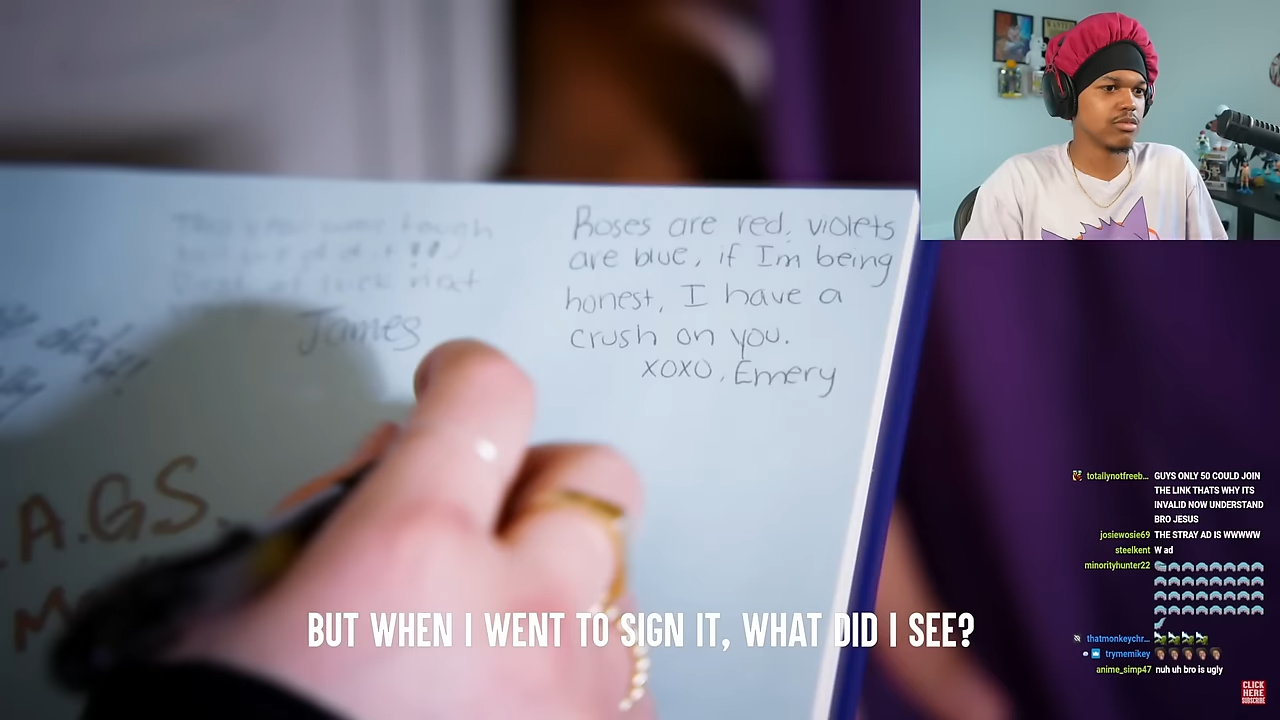 Roses are red, violets
are blue, if Im being
honest, I have a
crush on you.
xoxo, Emery
James
A.G.S.
BUT WHEN I WENT TO SIGN IT, WHAT DID I SEE?
totallynotfreeb... GUYS ONLY 50 COULD JOIN
THE LINK THATS WHY ITS
INVALID NOW UNDERSTAND
BRO JESUS
josiewosie69 THE STRAY AD IS WWWWW
steelkent W ad
minorityhunter22
thatmonkeychr...
trymemikey
anime_simp47 nuh uh bro is ugly
CLICK
HERE
SUBSCRIBE